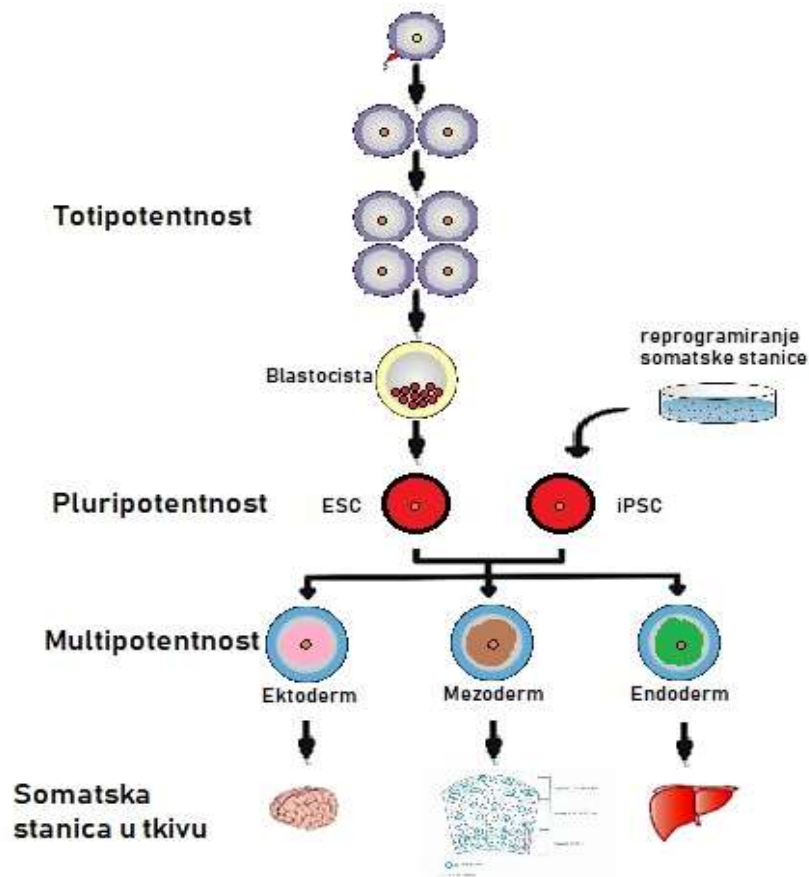 Totipotentnost
reprogramiranje
somatske stanice
Blastocista
Pluripotentnost
ESC
iPSC
Multipotentnost
Ektoderm
Mezoderm
Endoderm
Somatska
stanica u tkivu